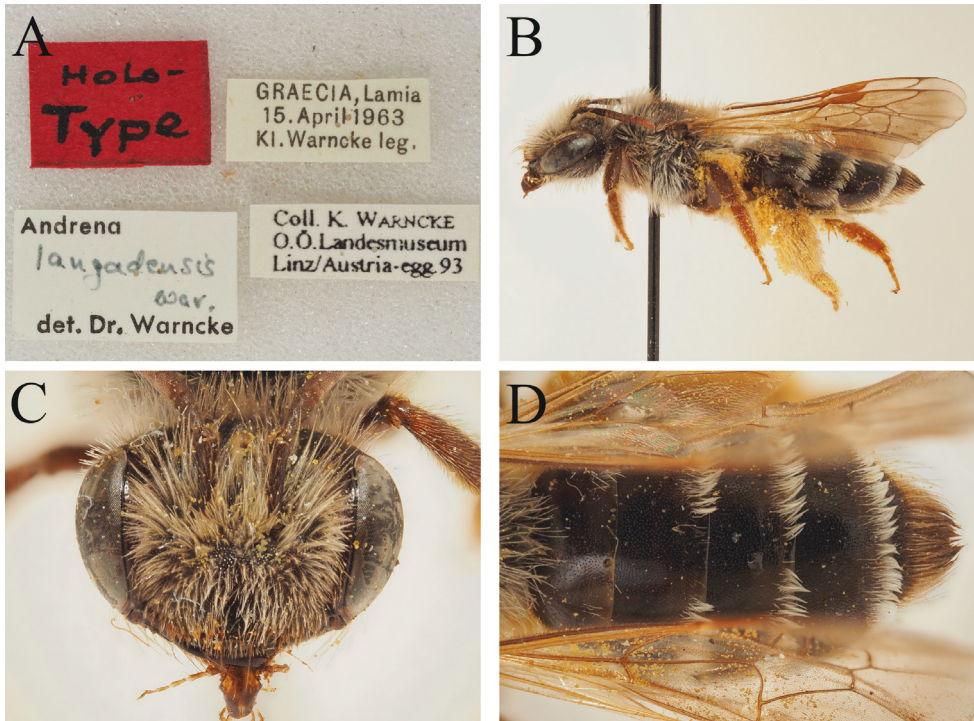 A
Holo-
Type
GRAECIA, Lamia
15. April 1963
Kl. Warncke leg.
Andrena
langadensis
war.
det. Dr. Warncke
Coll. K. WARNCKE
O.Ö. Landesmuseum
Linz/Austria-egg.93
B
C
D